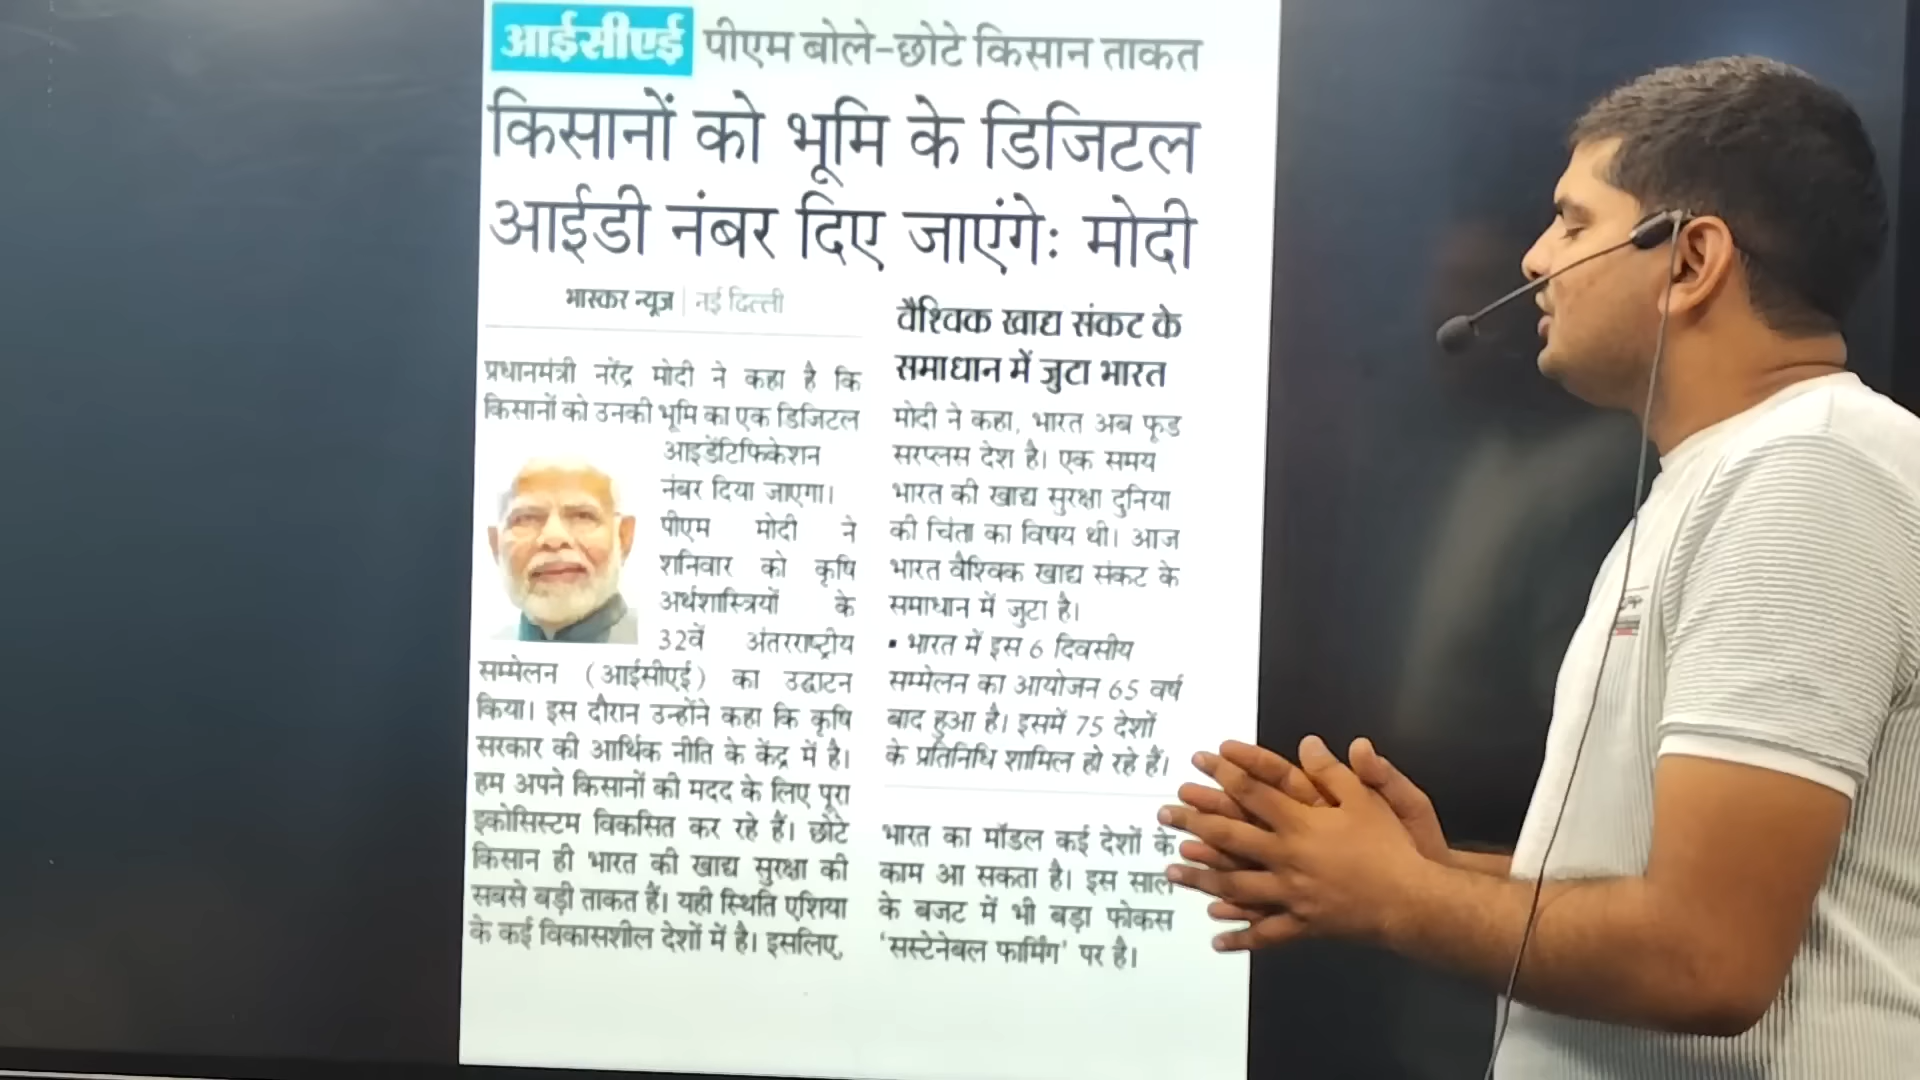 आईसीएई पीएम बोले-छोटे किसान ताकत
किसानों को भूमि के डिजिटल
आईडी नंबर दिए जाएंगेः मोदी
भास्कर न्यूज | नई दिल्ली
प्रधानमंत्री नरेंद्र मोदी ने कहा है कि
किसानों को उनकी भूमि का एक डिजिटल
आइडेंटिफिकेशन
नंबर दिया जाएगा।
पीएम मोदी ने
शनिवार को कृषि
अर्थशास्त्रियों के
32वें अंतरराष्ट्रीय
सम्मेलन (आईसीएई) का उद्घाटन
किया। इस दौरान उन्होंने कहा कि कृषि
सरकार की आर्थिक नीति के केंद्र में है।
हम अपने किसानों की मदद के लिए पूरा
इकोसिस्टम विकसित कर रहे हैं। छोटे
किसान ही भारत की खाद्य सुरक्षा की
सबसे बड़ी ताकत हैं। यही स्थिति एशिया
के कई विकासशील देशों में है। इसलिए,
वैश्विक खाद्य संकट के
समाधान में जुटा भारत
मोदी ने कहा, भारत अब फूड
सरप्लस देश है। एक समय
भारत की खाद्य सुरक्षा दुनिया
की चिंता का विषय थी। आज
भारत वैश्विक खाद्य संकट के
समाधान में जुटा है।
▪ भारत में इस 6 दिवसीय
सम्मेलन का आयोजन 65 वर्ष
बाद हुआ है। इसमें 75 देशों
के प्रतिनिधि शामिल हो रहे हैं।
भारत का मॉडल कई देशों के
काम आ सकता है। इस साल
के बजट में भी बड़ा फोकस
'सस्टेनेबल फार्मिंग' पर है।